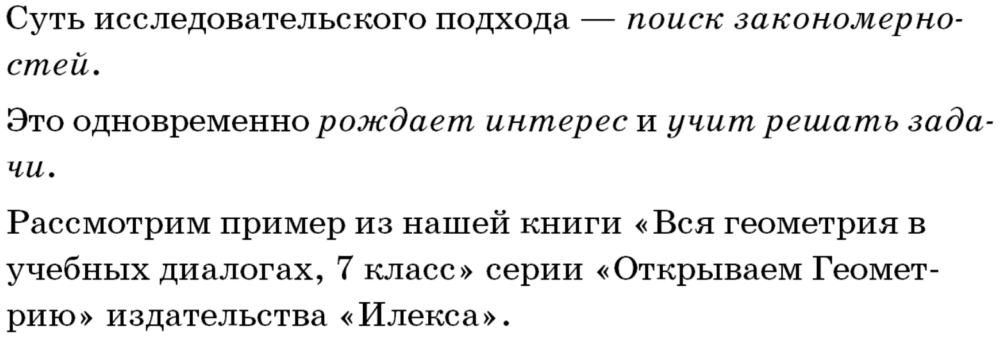 Суть исследовательского подхода — поиск закономерно-
стей.
Это одновременно рождает интерес и учит решать зада-
чи.
Рассмотрим пример из нашей книги «Вся геометрия в
учебных диалогах, 7 класс» серии «Открываем Геомет-
рию» издательства «Илекса».